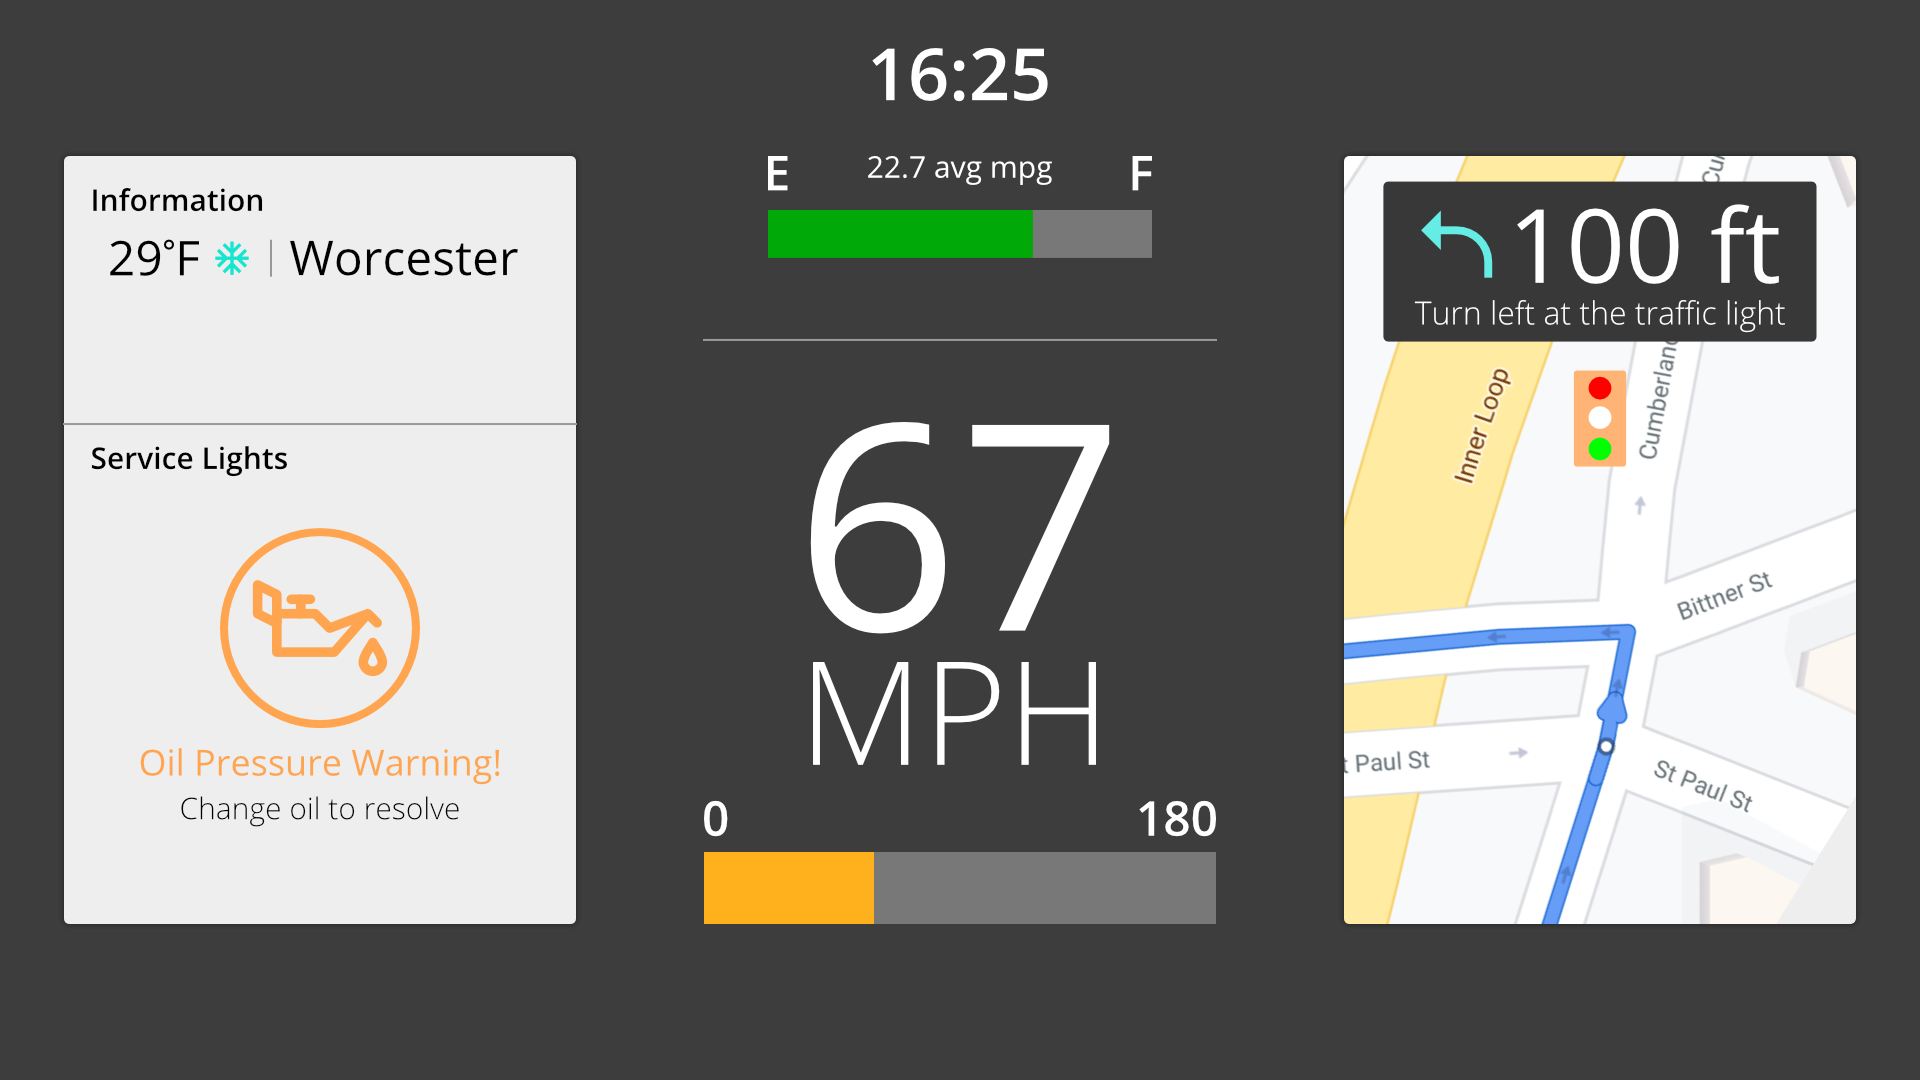 16:25
Information
29°F | Worcester
Service Lights
Oil Pressure Warning!
Change oil to resolve
E 22.7 avg mpg F
67
MPH
0 180
100 ft
Turn left at the traffic light
Inner Loop
Bittner St
Paul St
St Paul St